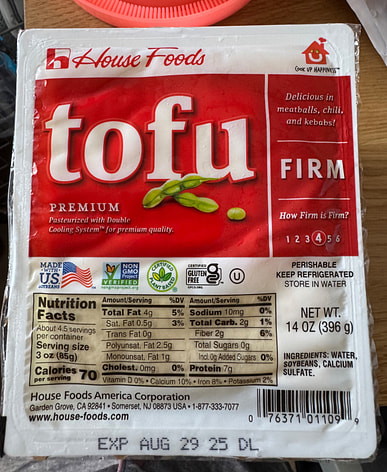 House Foods
COOK UP HAPPINESS™
tofu
Delicious in
meatballs, chili,
and kebabs!
FIRM
PREMIUM
Pasteurized with Double
Cooling System™ for premium quality.
How Firm is Firm?
1 2 3 4 5 6
MADE
WITH
US
SOYBEANS
NON
GMO
Project
VERIFIED
nongmoproject.org
CERTIFIED
PLANT BASED
CERTIFIED
GLUTEN
FREE
U
PERISHABLE
KEEP REFRIGERATED
STORE IN WATER
Nutrition
Facts
About 4.5 servings
per container
Serving size
3 oz (85g)
Calories 70
per serving
Amount/Serving %DV Amount/Serving %DV
Total Fat 4g 5% Sodium 10mg 0%
Sat. Fat 0.5g 3% Total Carb. 2g 1%
Trans Fat 0g Fiber 2g 6%
Polyunsat. Fat 2.5g Total Sugars 0g
Monounsat. Fat 1g Incl. 0g Added Sugars 0%
Cholest. 0mg 0% Protein 7g
Vitamin D 0% • Calcium 10% • Iron 8% • Potassium 2%
NET WT.
14 OZ (396 g)
INGREDIENTS: WATER,
SOYBEANS, CALCIUM
SULFATE.
House Foods America Corporation
Garden Grove, CA 92841 • Somerset, NJ 08873 USA • 1-877-333-7077
www.house-foods.com
0 76371 01109 9
EXP AUG 29 25 DL